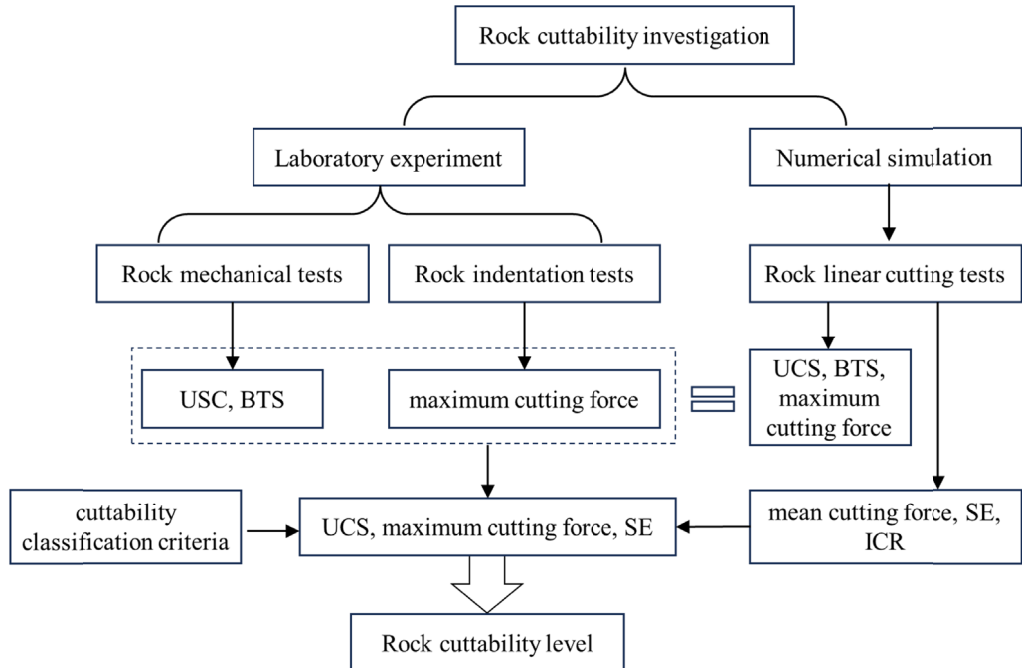 Rock cuttability investigation
Laboratory experiment
Numerical simulation
Rock mechanical tests
Rock indentation tests
Rock linear cutting tests
USC, BTS
maximum cutting force
UCS, BTS,
maximum
cutting force
cuttability
classification criteria
UCS, maximum cutting force, SE
mean cutting force, SE,
ICR
Rock cuttability level